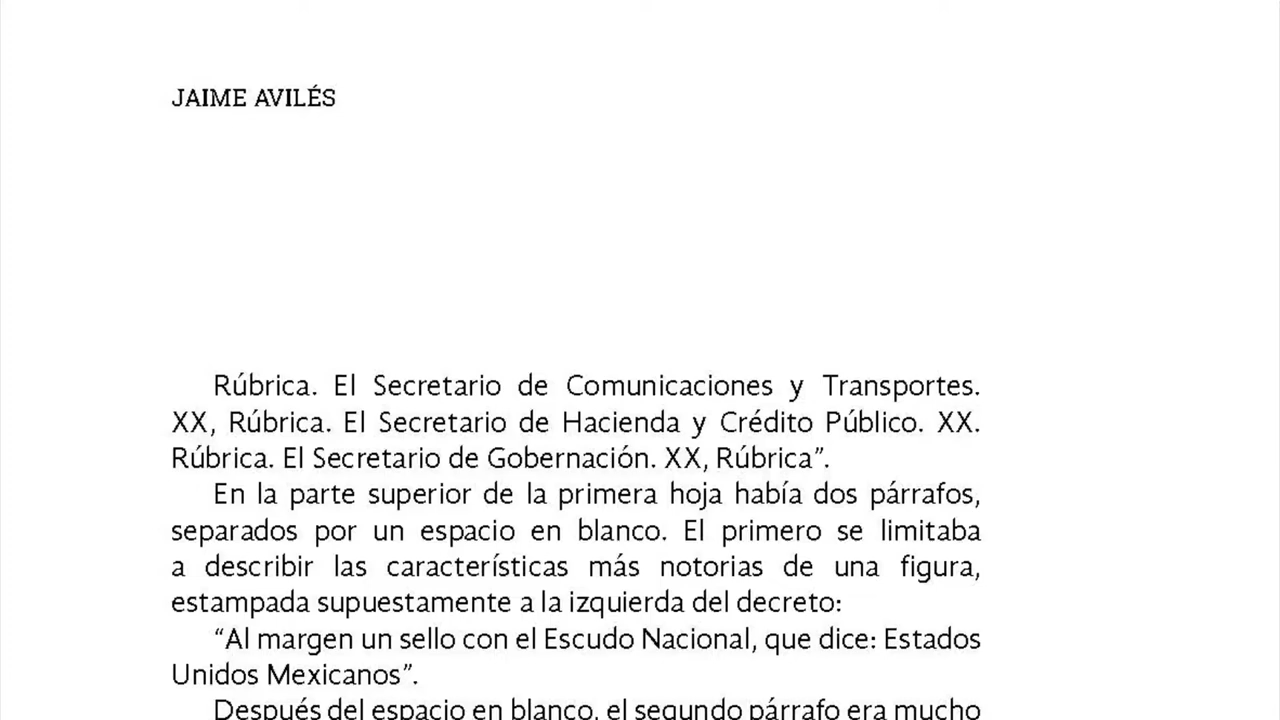 JAIME AVILÉS
Rúbrica. El Secretario de Comunicaciones y Transportes.
XX, Rúbrica. El Secretario de Hacienda y Crédito Público. XX.
Rúbrica. El Secretario de Gobernación. XX, Rúbrica”.
En la parte superior de la primera hoja había dos párrafos,
separados por un espacio en blanco. El primero se limitaba
a describir las características más notorias de una figura,
estampada supuestamente a la izquierda del decreto:
“Al margen un sello con el Escudo Nacional, que dice: Estados
Unidos Mexicanos”.
Después del espacio en blanco, el segundo párrafo era mucho